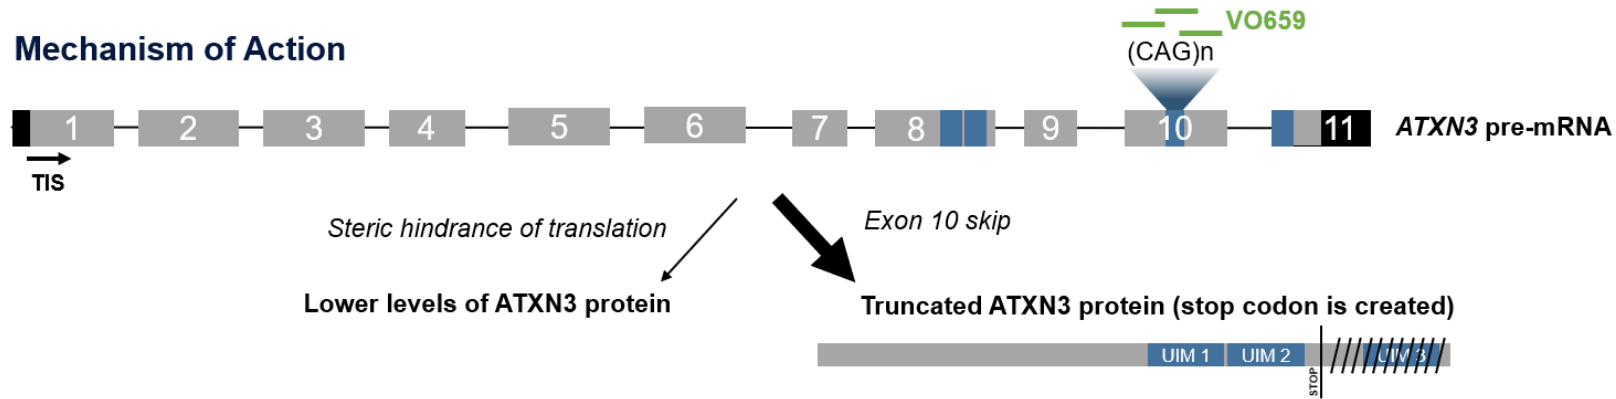 VO659
Mechanism of Action
(CAG)n
1 2 3 4 5 6 7 8 9 10 11 ATXN3 pre-mRNA
TIS
Steric hindrance of translation
Exon 10 skip
Lower levels of ATXN3 protein
Truncated ATXN3 protein (stop codon is created)
UIM 1 UIM 2 UIM 3
STOP